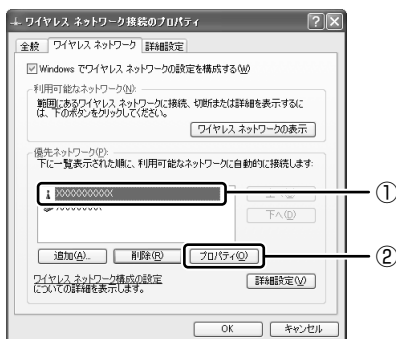 ワイヤレス ネットワーク接続のプロパティ
全般 ワイヤレス ネットワーク 詳細設定
Windows でワイヤレス ネットワークの設定を構成する(W)
利用可能なネットワーク(N):
範囲にあるワイヤレス ネットワークに接続、切断または詳細を表示するに
は、下のボタンをクリックしてください。
ワイヤレス ネットワークの表示
優先ネットワーク(P):
下に一覧表示された順に、利用可能なネットワークに自動的に接続します:
XXXXXXXXXX
①
下へ(D)
追加(A)... 削除(R) プロパティ(O)
②
ワイヤレス ネットワーク構成の設定
についての詳細を表示します。
詳細設定(V)
OK キャンセル